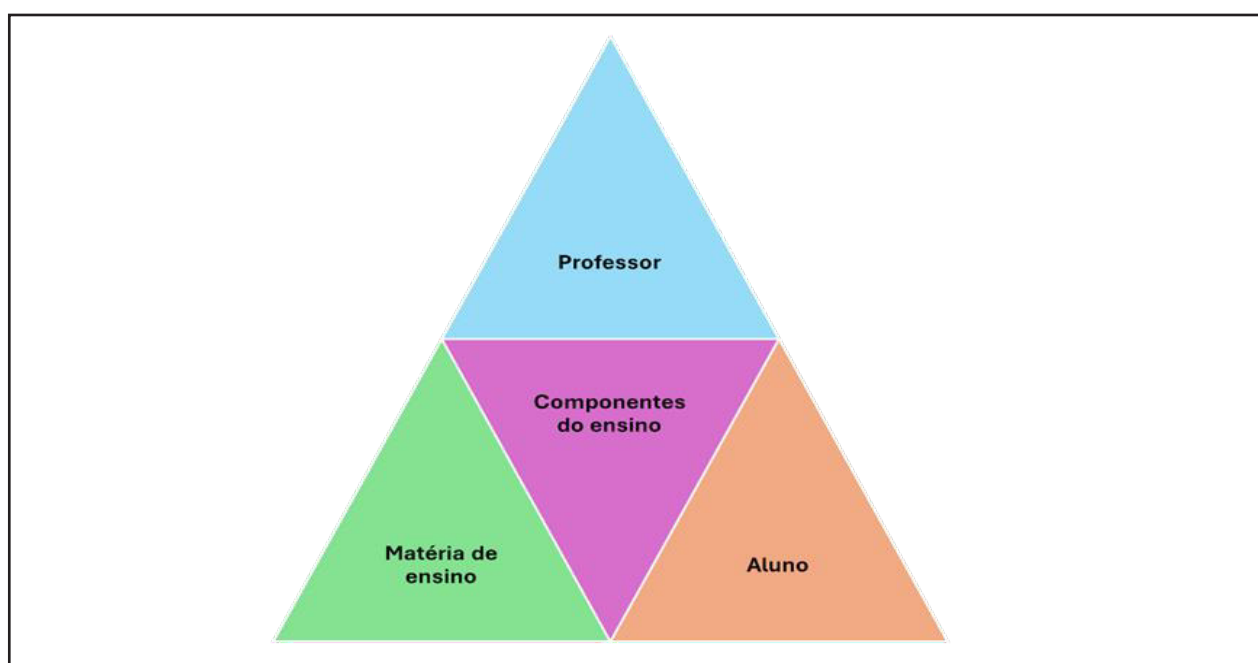 Professor
Componentes
do ensino
Matéria de
ensino
Aluno